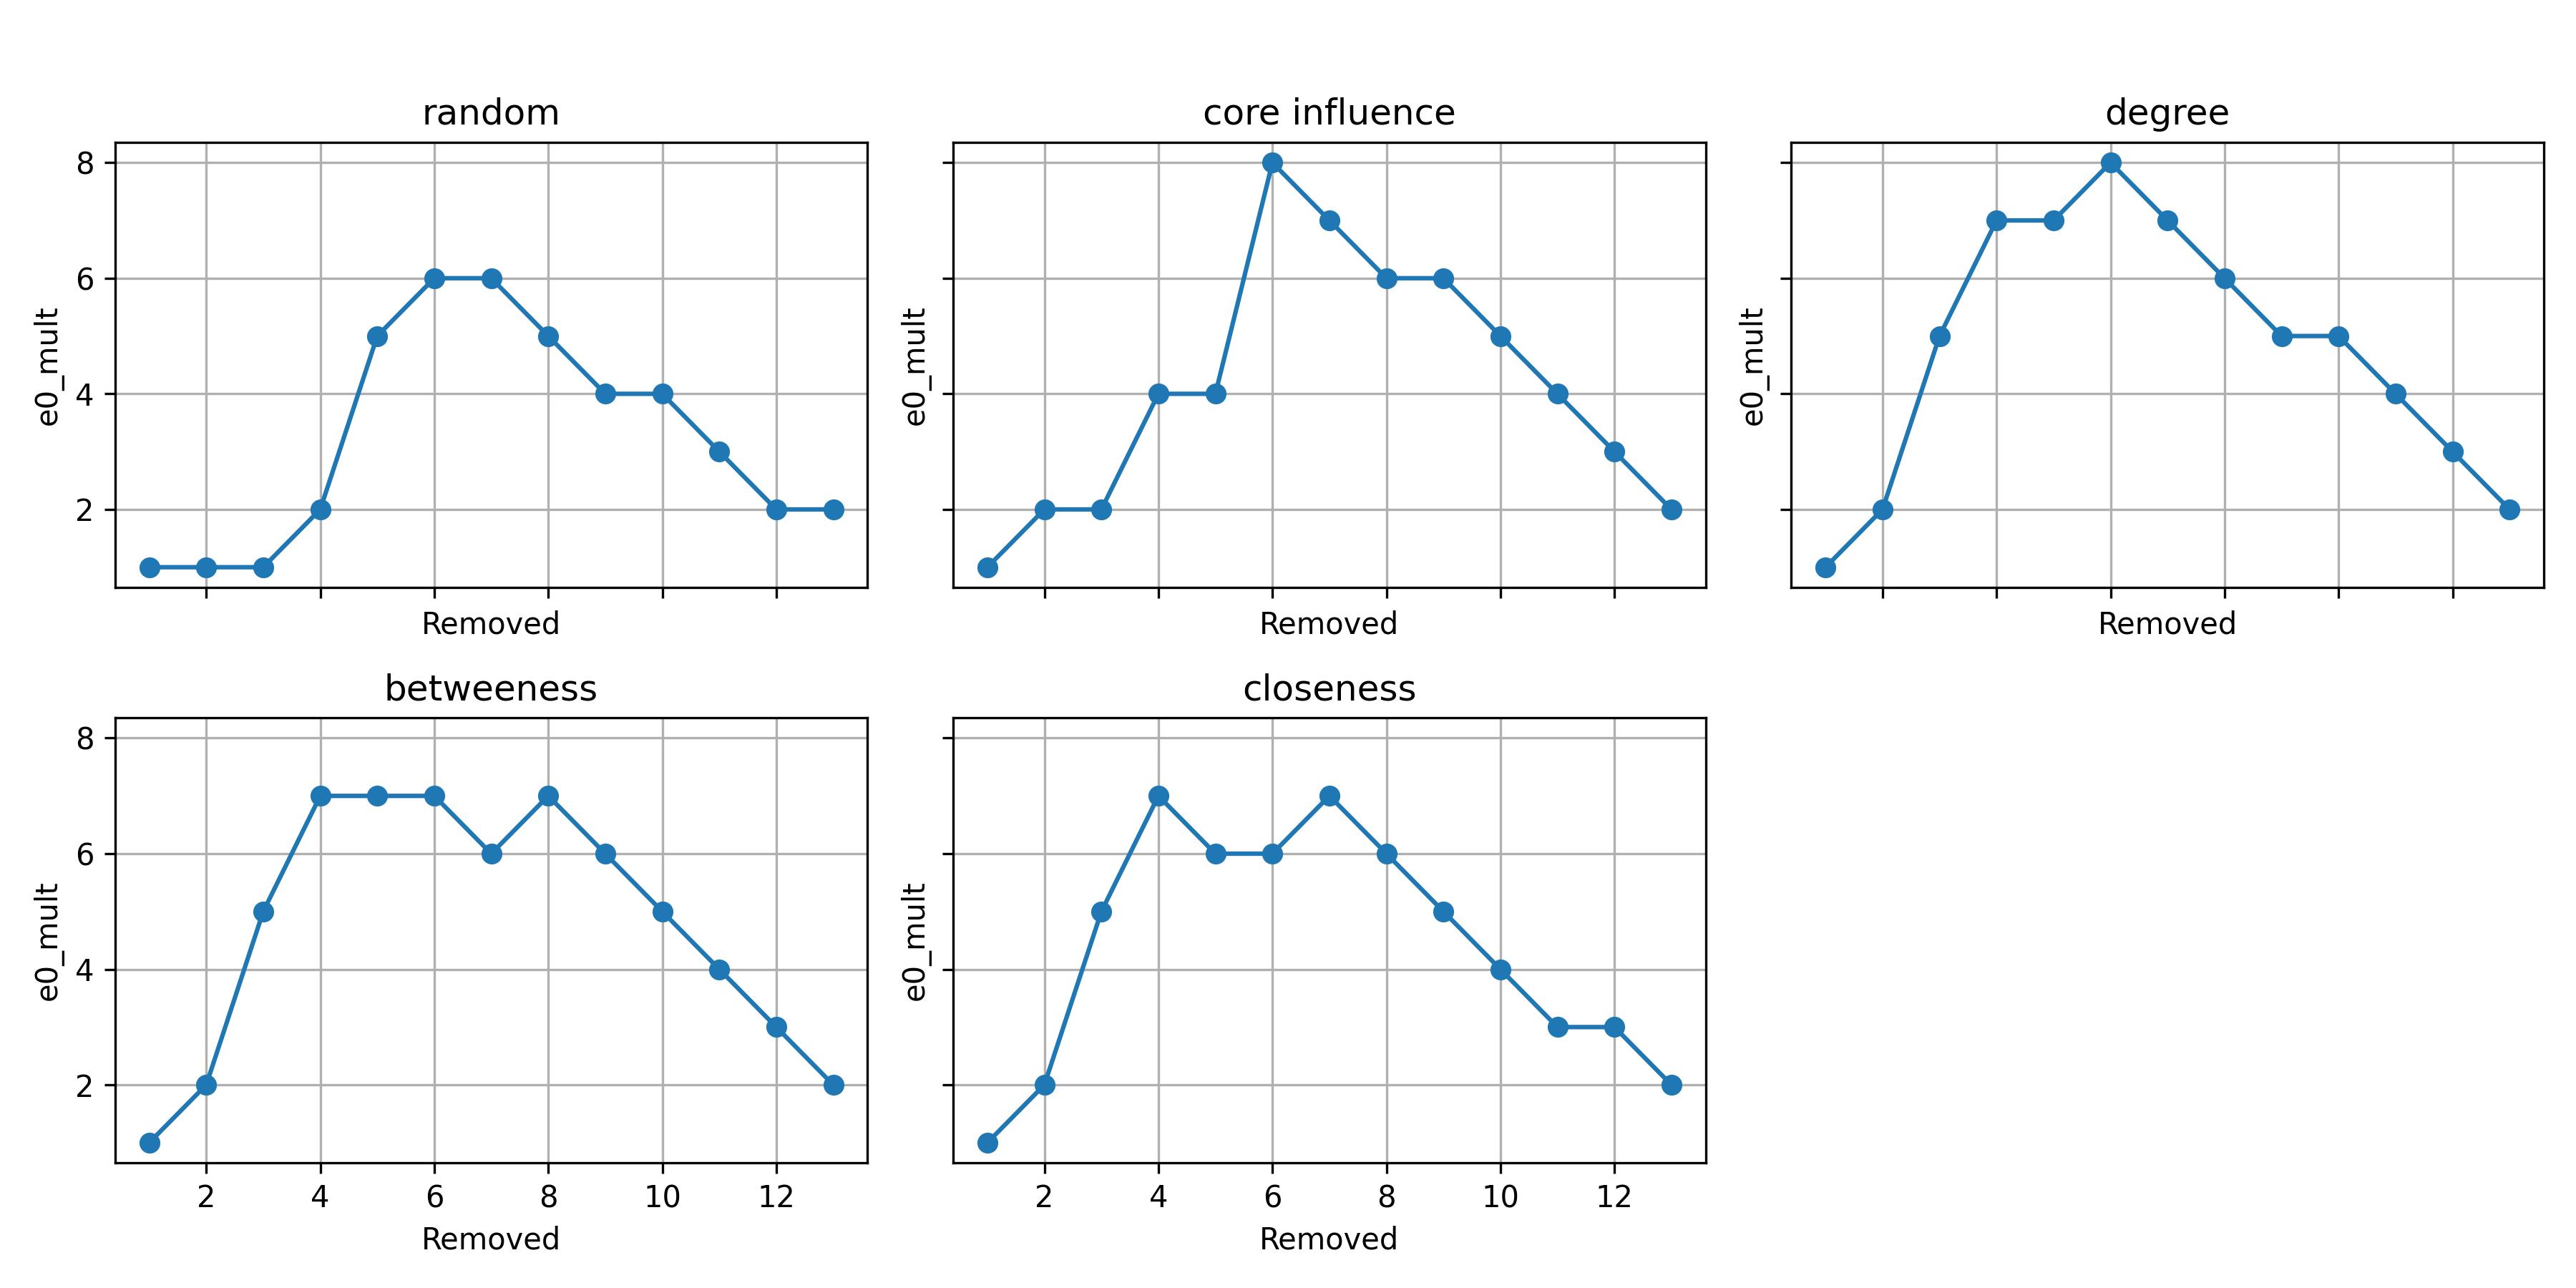 random
core influence
degree
8
6
4
2
e0_mult
e0_mult
e0_mult
Removed
Removed
Removed
betweeness
closeness
8
6
4
2
e0_mult
e0_mult
2 4 6 8 10 12
2 4 6 8 10 12
Removed
Removed